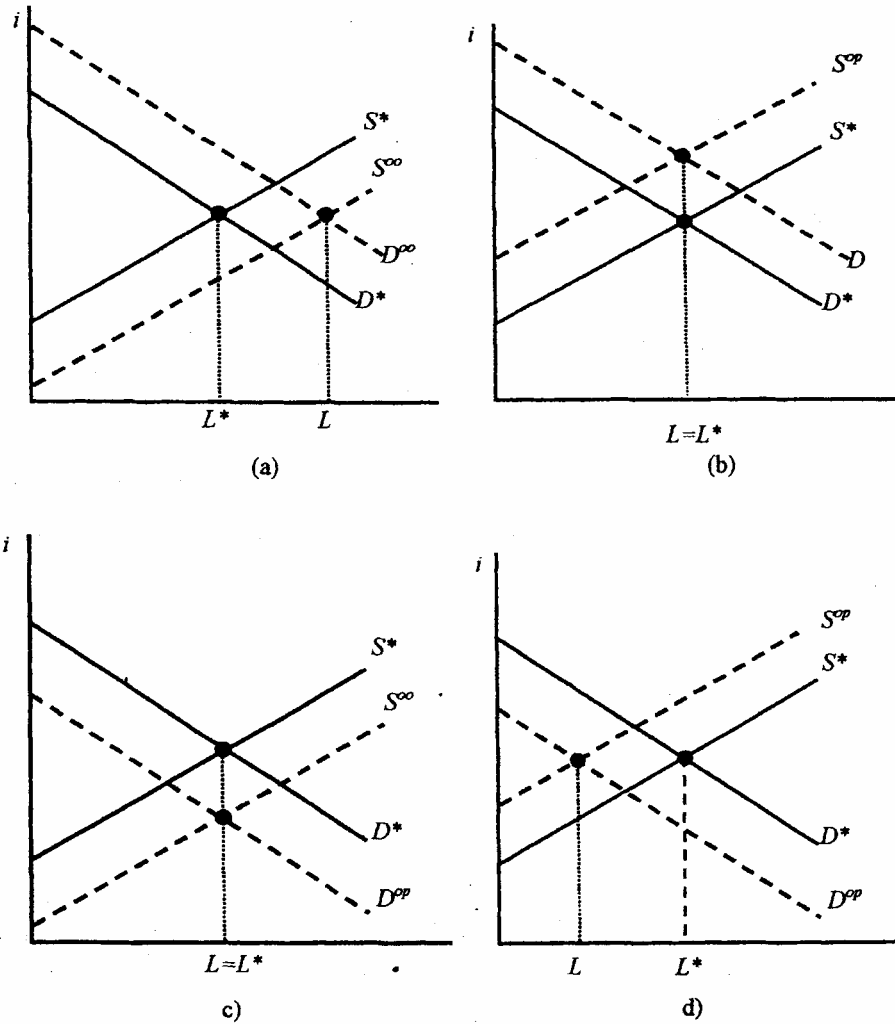 i
S*
S^oo
D^oo
D*
L* L
(a)
i
S^op
S*
D
D*
L=L*
(b)
i
S*
S^oo
D*
D^op
L=L*
c)
i
S^op
S*
D*
D^op
L L*
d)